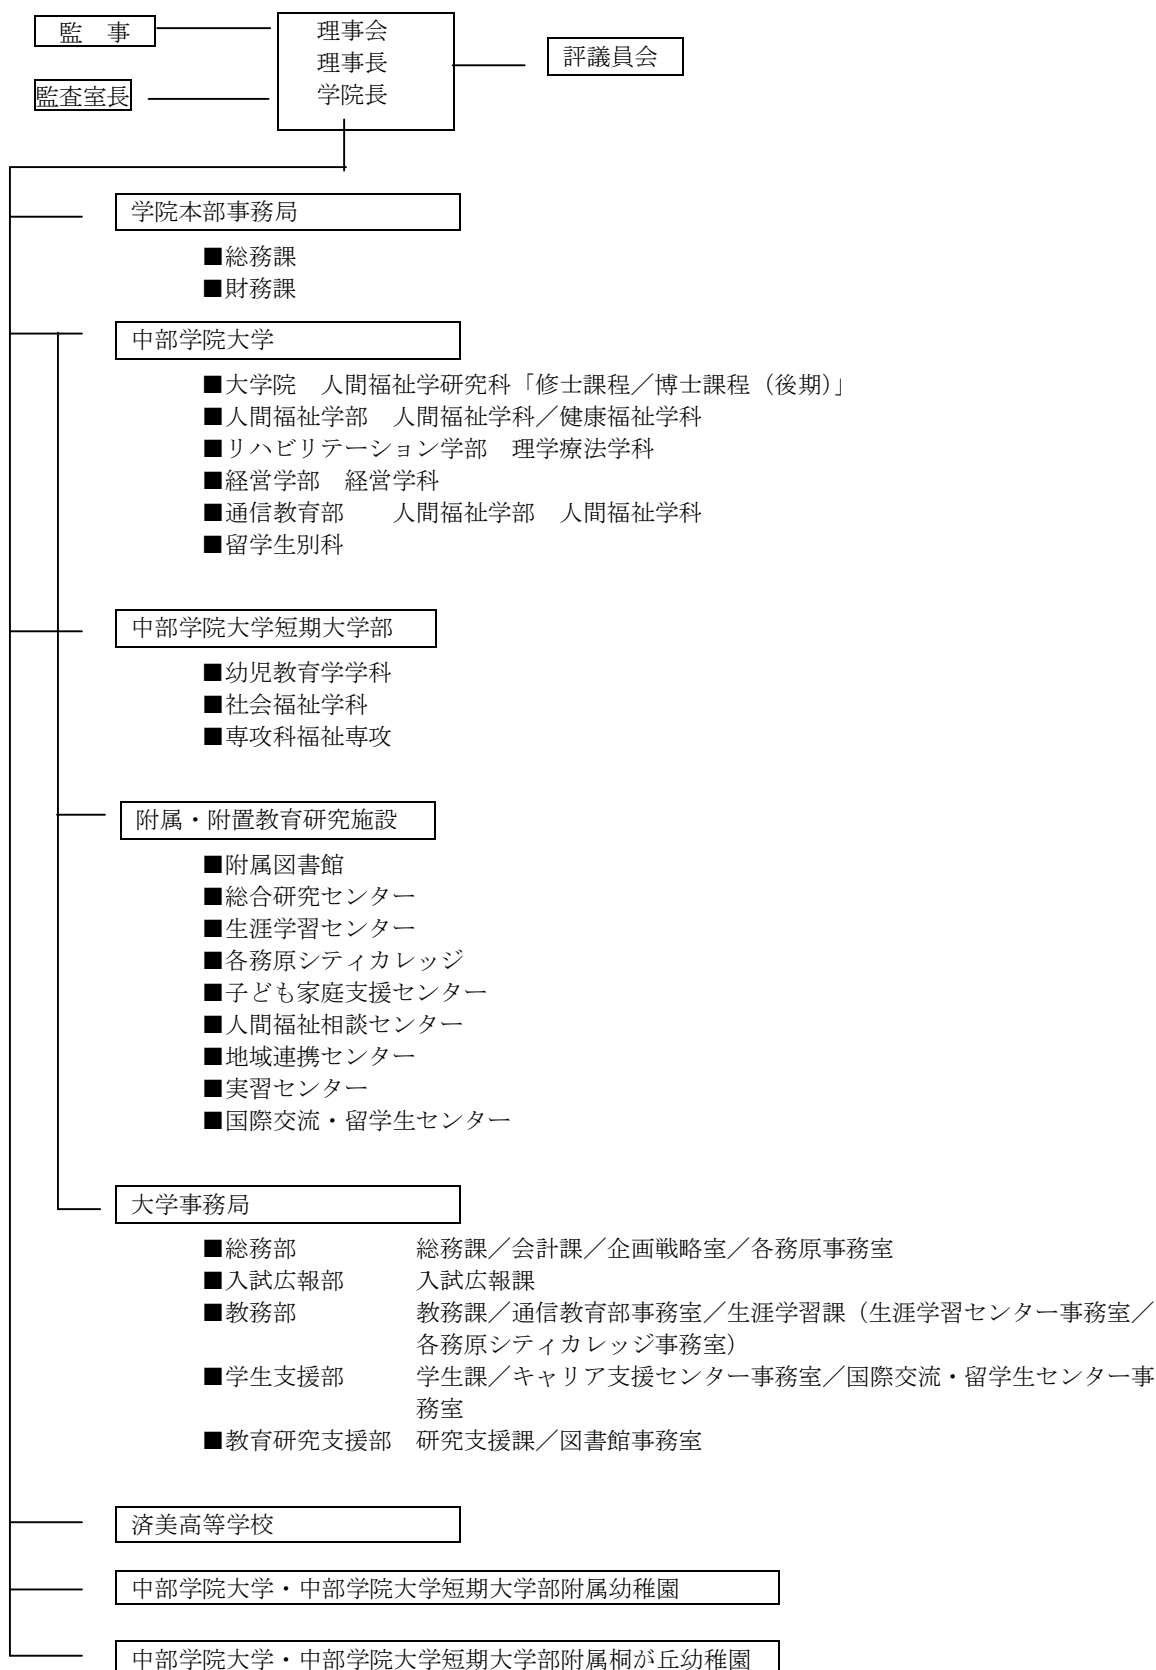 監　事
理事会
理事長
学院長
評議員会
監査室長
学院本部事務局
■総務課
■財務課
中部学院大学
■大学院　人間福祉学研究科「修士課程／博士課程（後期）」
■人間福祉学部　人間福祉学科／健康福祉学科
■リハビリテーション学部　理学療法学科
■経営学部　経営学科
■通信教育部　　人間福祉学部　人間福祉学科
■留学生別科
中部学院大学短期大学部
■幼児教育学学科
■社会福祉学科
■専攻科福祉専攻
附属・附置教育研究施設
■附属図書館
■総合研究センター
■生涯学習センター
■各務原シティカレッジ
■子ども家庭支援センター
■人間福祉相談センター
■地域連携センター
■実習センター
■国際交流・留学生センター
大学事務局
■総務部　　　　総務課／会計課／企画戦略室／各務原事務室
■入試広報部　　　入試広報課
■教務部　　　　教務課／通信教育部事務室／生涯学習課（生涯学習センター事務室／
各務原シティカレッジ事務室）
■学生支援部　　　学生課／キャリア支援センター事務室／国際交流・留学生センター事
務室
■教育研究支援部　研究支援課／図書館事務室
済美高等学校
中部学院大学・中部学院大学短期大学部附属幼稚園
中部学院大学・中部学院大学短期大学部附属桐が丘幼稚園